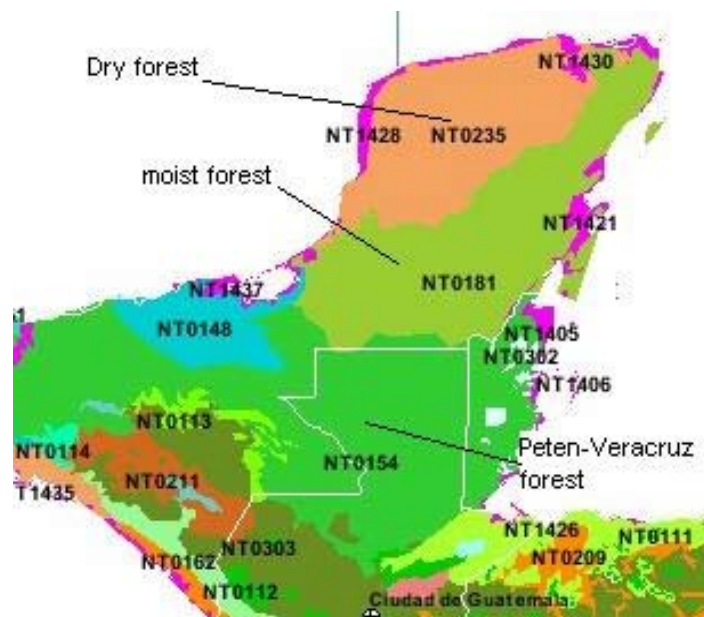 NT1430
Dry forest
NT1428
NT0235
moist forest
NT1421
NT0181
NT1437
NT0148
NT1405
NT0302
NT1406
NT0113
NT0114
NT0154
Peten-Veracruz
forest
NT0211
T1435
NT1426
NT0111
NT0303
NT0209
NT0162
NT0112
Ciudad de Guatemala